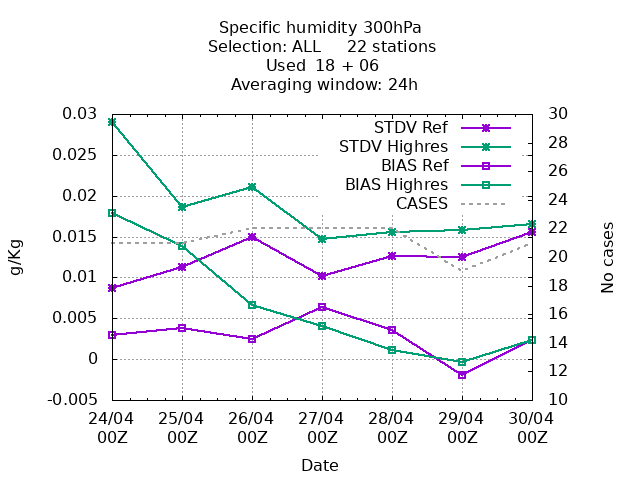 Specific humidity 300hPa
Selection: ALL     22 stations
Used  18 + 06
Averaging window: 24h
0.03
0.025
0.02
0.015
0.01
0.005
0
-0.005
30
28
26
24
22
20
18
16
14
12
10
STDV Ref
STDV Highres
BIAS Ref
BIAS Highres
CASES
g/Kg
No cases
24/04 25/04 26/04 27/04 28/04 29/04 30/04
00Z 00Z 00Z 00Z 00Z 00Z 00Z
Date